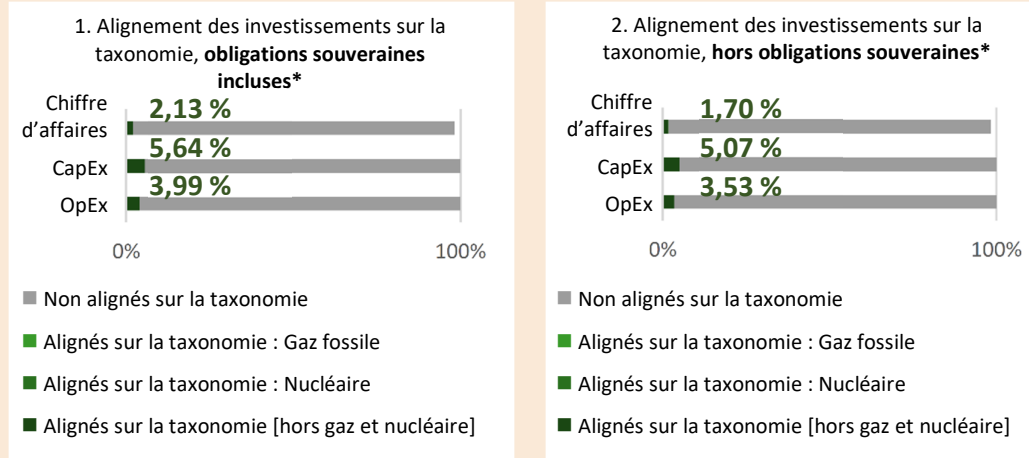 1. Alignement des investissements sur la
taxonomie, obligations souveraines
incluses*
Chiffre
d’affaires
2,13 %
CapEx
5,64 %
OpEx
3,99 %
0%
100%
Non alignés sur la taxonomie
Alignés sur la taxonomie : Gaz fossile
Alignés sur la taxonomie : Nucléaire
Alignés sur la taxonomie [hors gaz et nucléaire]
2. Alignement des investissements sur la
taxonomie, hors obligations souveraines*
Chiffre
d’affaires
1,70 %
CapEx
5,07 %
OpEx
3,53 %
0%
100%
Non alignés sur la taxonomie
Alignés sur la taxonomie : Gaz fossile
Alignés sur la taxonomie : Nucléaire
Alignés sur la taxonomie [hors gaz et nucléaire]